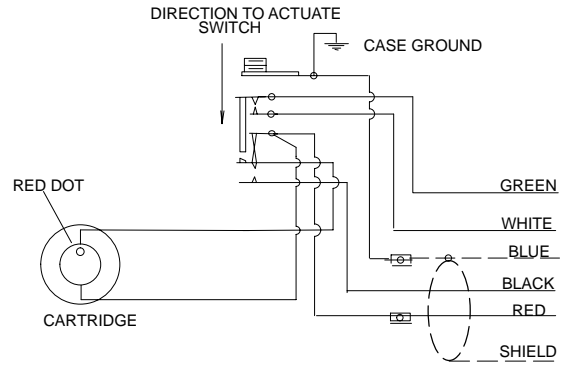 DIRECTION TO ACTUATE
SWITCH
CASE GROUND
RED DOT
GREEN
WHITE
BLUE
BLACK
RED
CARTRIDGE
SHIELD